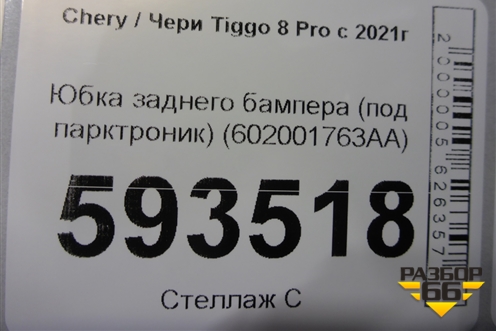 Chery / Чери Tiggo 8 Pro с 2021г
Юбка заднего бампера (под
парктроник) (602001763AA)
593518
Стеллаж С
2000005626357
РАЗБОР
66